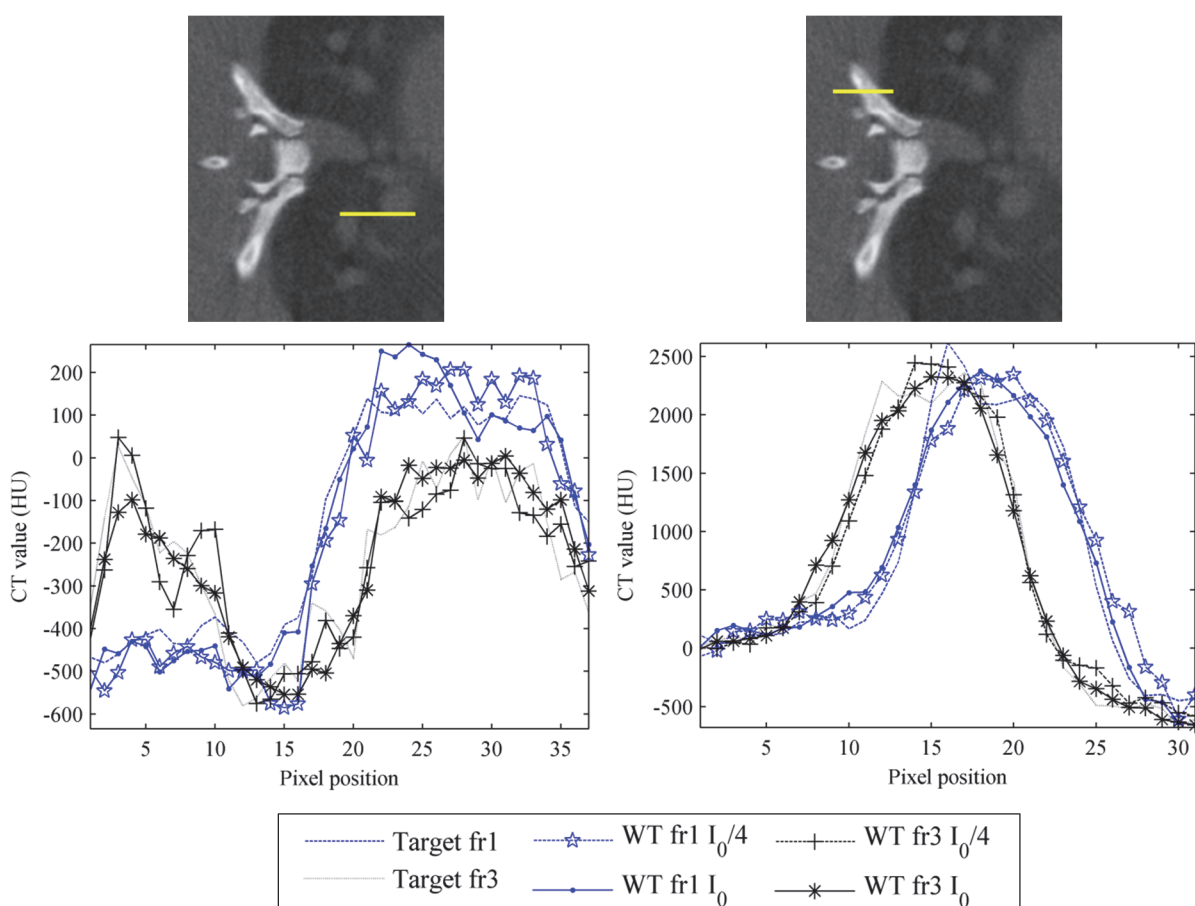 200
100
0
-100
-200
-300
-400
-500
-600
CT value (HU)
5 10 15 20 25 30 35
Pixel position
2500
2000
1500
1000
500
0
-500
CT value (HU)
5 10 15 20 25 30
Pixel position
Target fr1 WT fr1 I₀/4 WT fr3 I₀/4
Target fr3 WT fr1 I₀ WT fr3 I₀